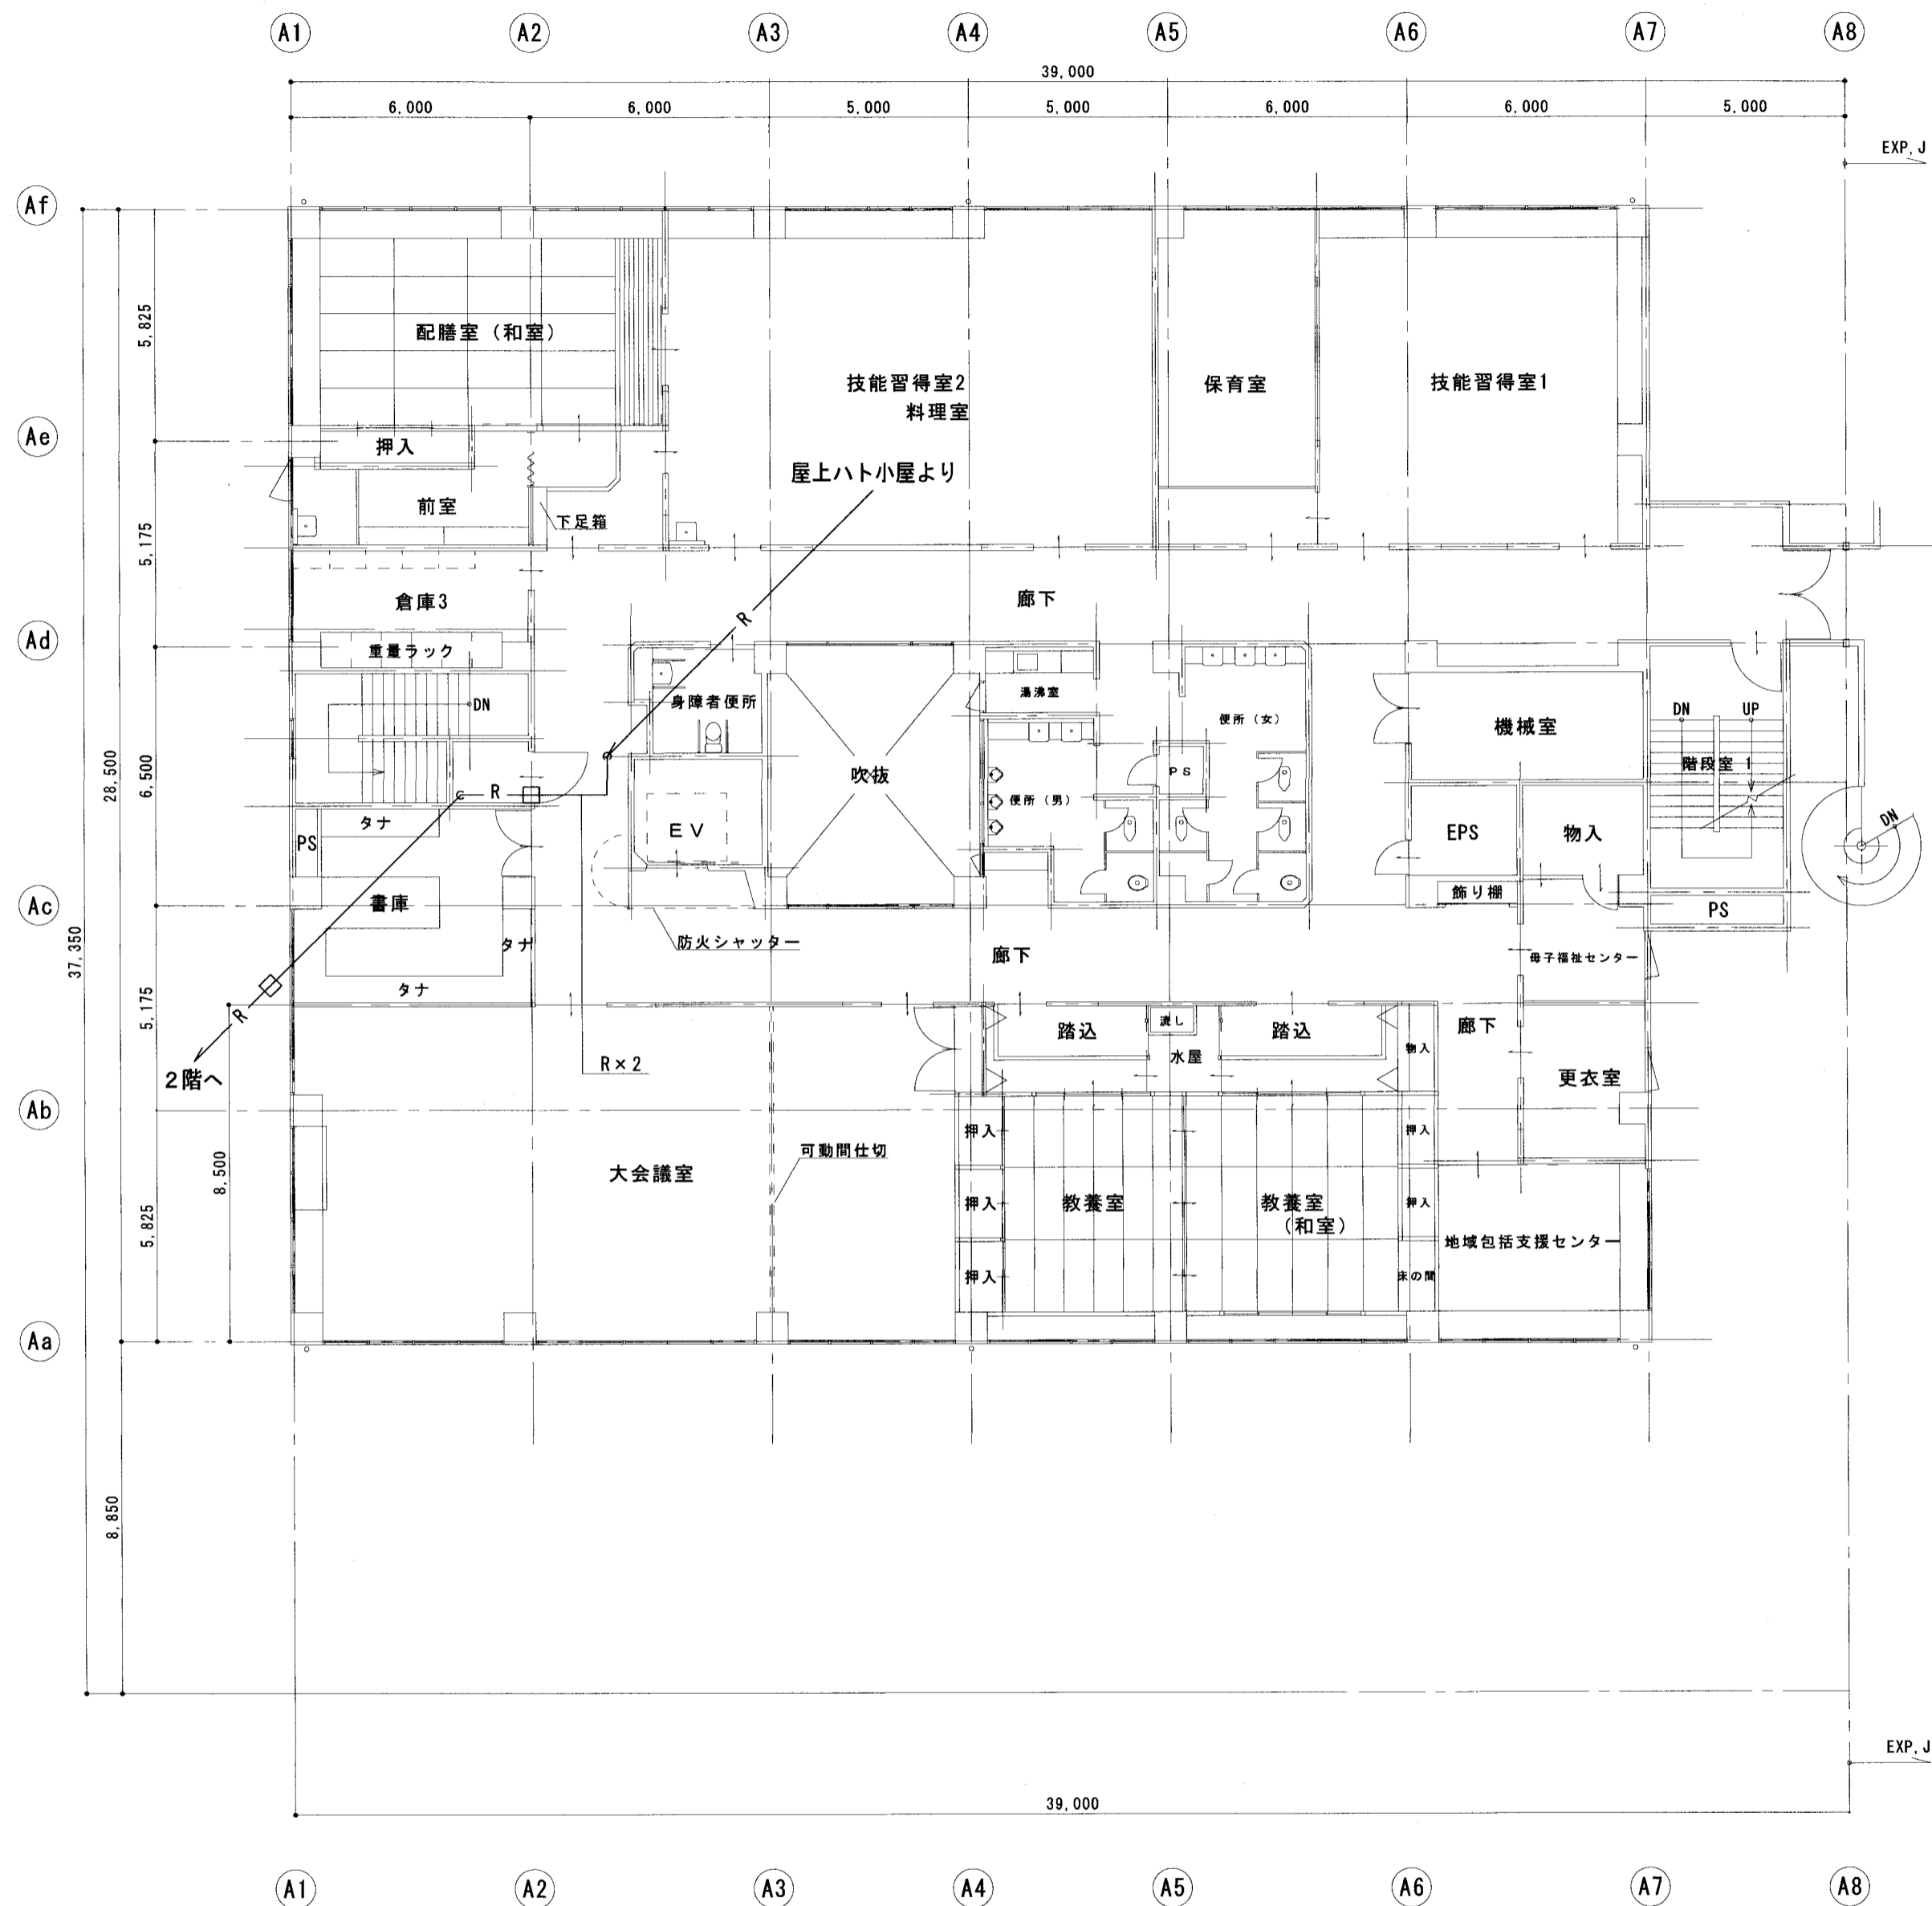 A1 A2 A3 A4 A5 A6 A7 A8
39,000
6,000 6,000 5,000 5,000 6,000 6,000 5,000
EXP,J
Af
5,825
配膳室（和室）
技能習得室2
料理室
保育室
技能習得室1
Ae
押入
屋上ハト小屋より
前室
下足箱
5,175
倉庫3
R
廊下
Ad
重量ラック
身障者便所
湯沸室
便所（女）
DN
DN UP
機械室
28,500
6,500
吹抜
PS
階段室 1
R
便所（男）
タナ
EV
DN
PS
EPS
物入
書庫
飾り棚
Ac
PS
タナ
防火シャッター
37,350
廊下
母子福祉センター
タナ
5,175
R
踏込
流し
踏込
廊下
R×2
水屋
物入
2階へ
更衣室
Ab
押入
押入
可動間仕切
8,500
大会議室
押入
教養室
教養室
（和室）
押入
5,825
地域包括支援センター
押入
床の間
Aa
8,850
EXP,J
39,000
A1 A2 A3 A4 A5 A6 A7 A8